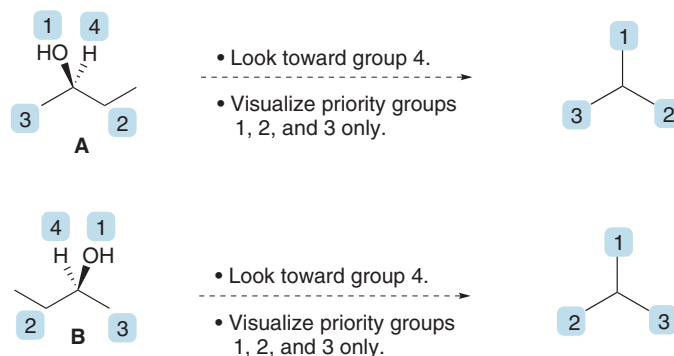 1 4
HO H
• Look toward group 4.
• Visualize priority groups
1, 2, and 3 only.
3 2
A
1
3 2
4 1
H OH
• Look toward group 4.
• Visualize priority groups
1, 2, and 3 only.
2 3
B
1
2 3